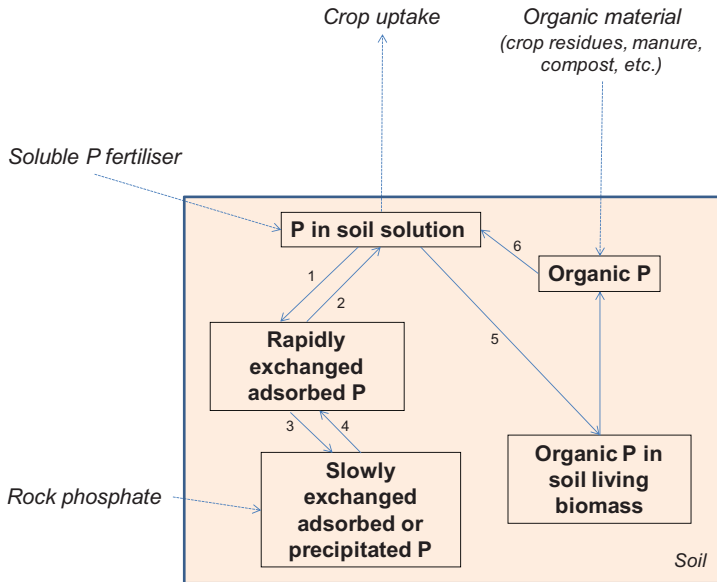 Crop uptake
Organic material
(crop residues, manure,
compost, etc.)
Soluble P fertiliser
P in soil solution
6
Organic P
1
2
Rapidly
exchanged
adsorbed P
5
3
4
Slowly
exchanged
adsorbed or
precipitated P
Organic P in
soil living
biomass
Rock phosphate
Soil